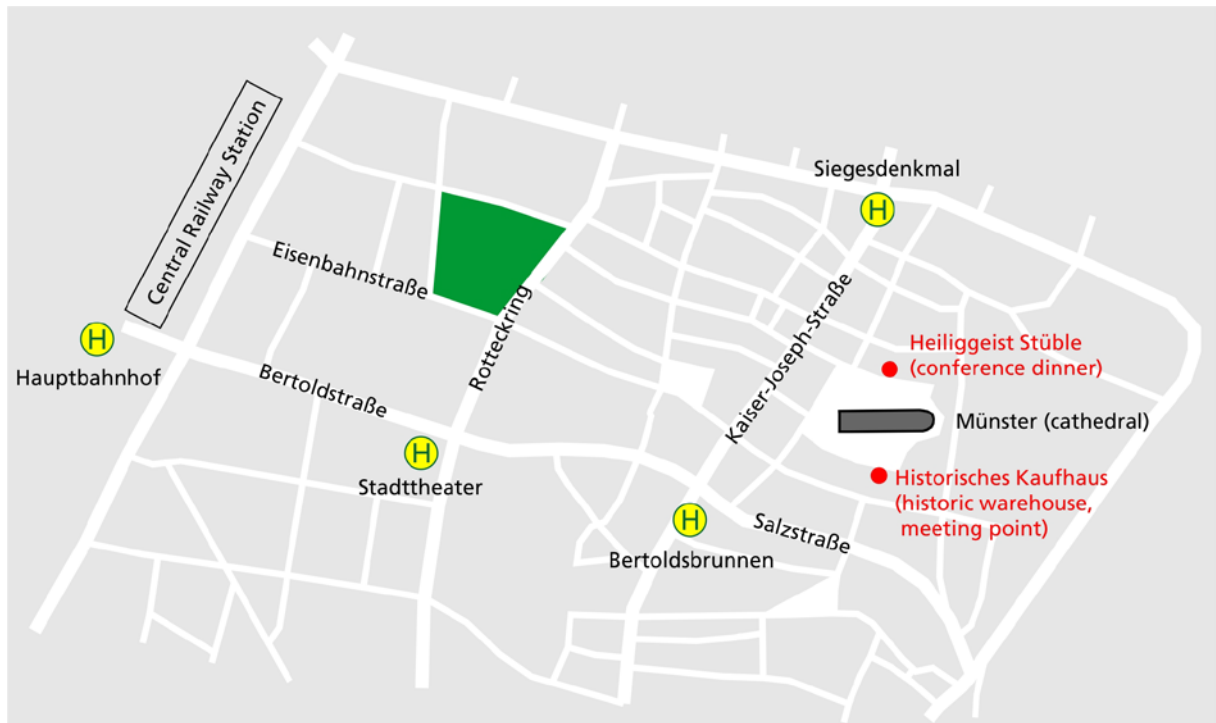 Central Railway Station
Siegesdenkmal
H
Eisenbahnstraße
Rotteckring
Kaiser-Joseph-Straße
H
Hauptbahnhof
Heiliggeist Stüble
(conference dinner)
Bertoldstraße
Münster (cathedral)
H
Stadttheater
Historisches Kaufhaus
(historic warehouse,
meeting point)
H
Bertoldsbrunnen
Salzstraße